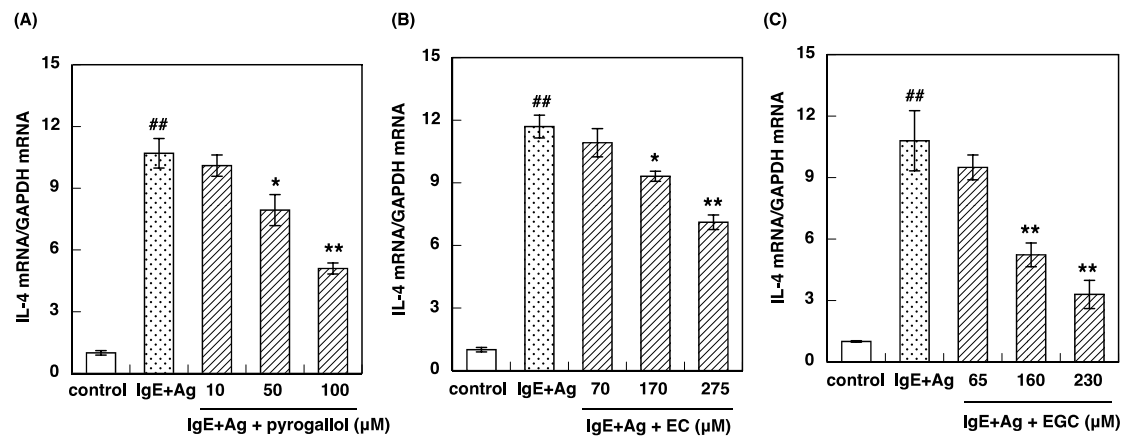 (A)
IL-4 mRNA/GAPDH mRNA
15
12
9
6
3
0
##
*
**
control IgE+Ag 10 50 100
IgE+Ag + pyrogallol (µM)
(B)
IL-4 mRNA/GAPDH mRNA
15
12
9
6
3
0
##
*
**
control IgE+Ag 70 170 275
IgE+Ag + EC (µM)
(C)
IL-4 mRNA/GAPDH mRNA
15
12
9
6
3
0
##
**
**
control IgE+Ag 65 160 230
IgE+Ag + EGC (µM)